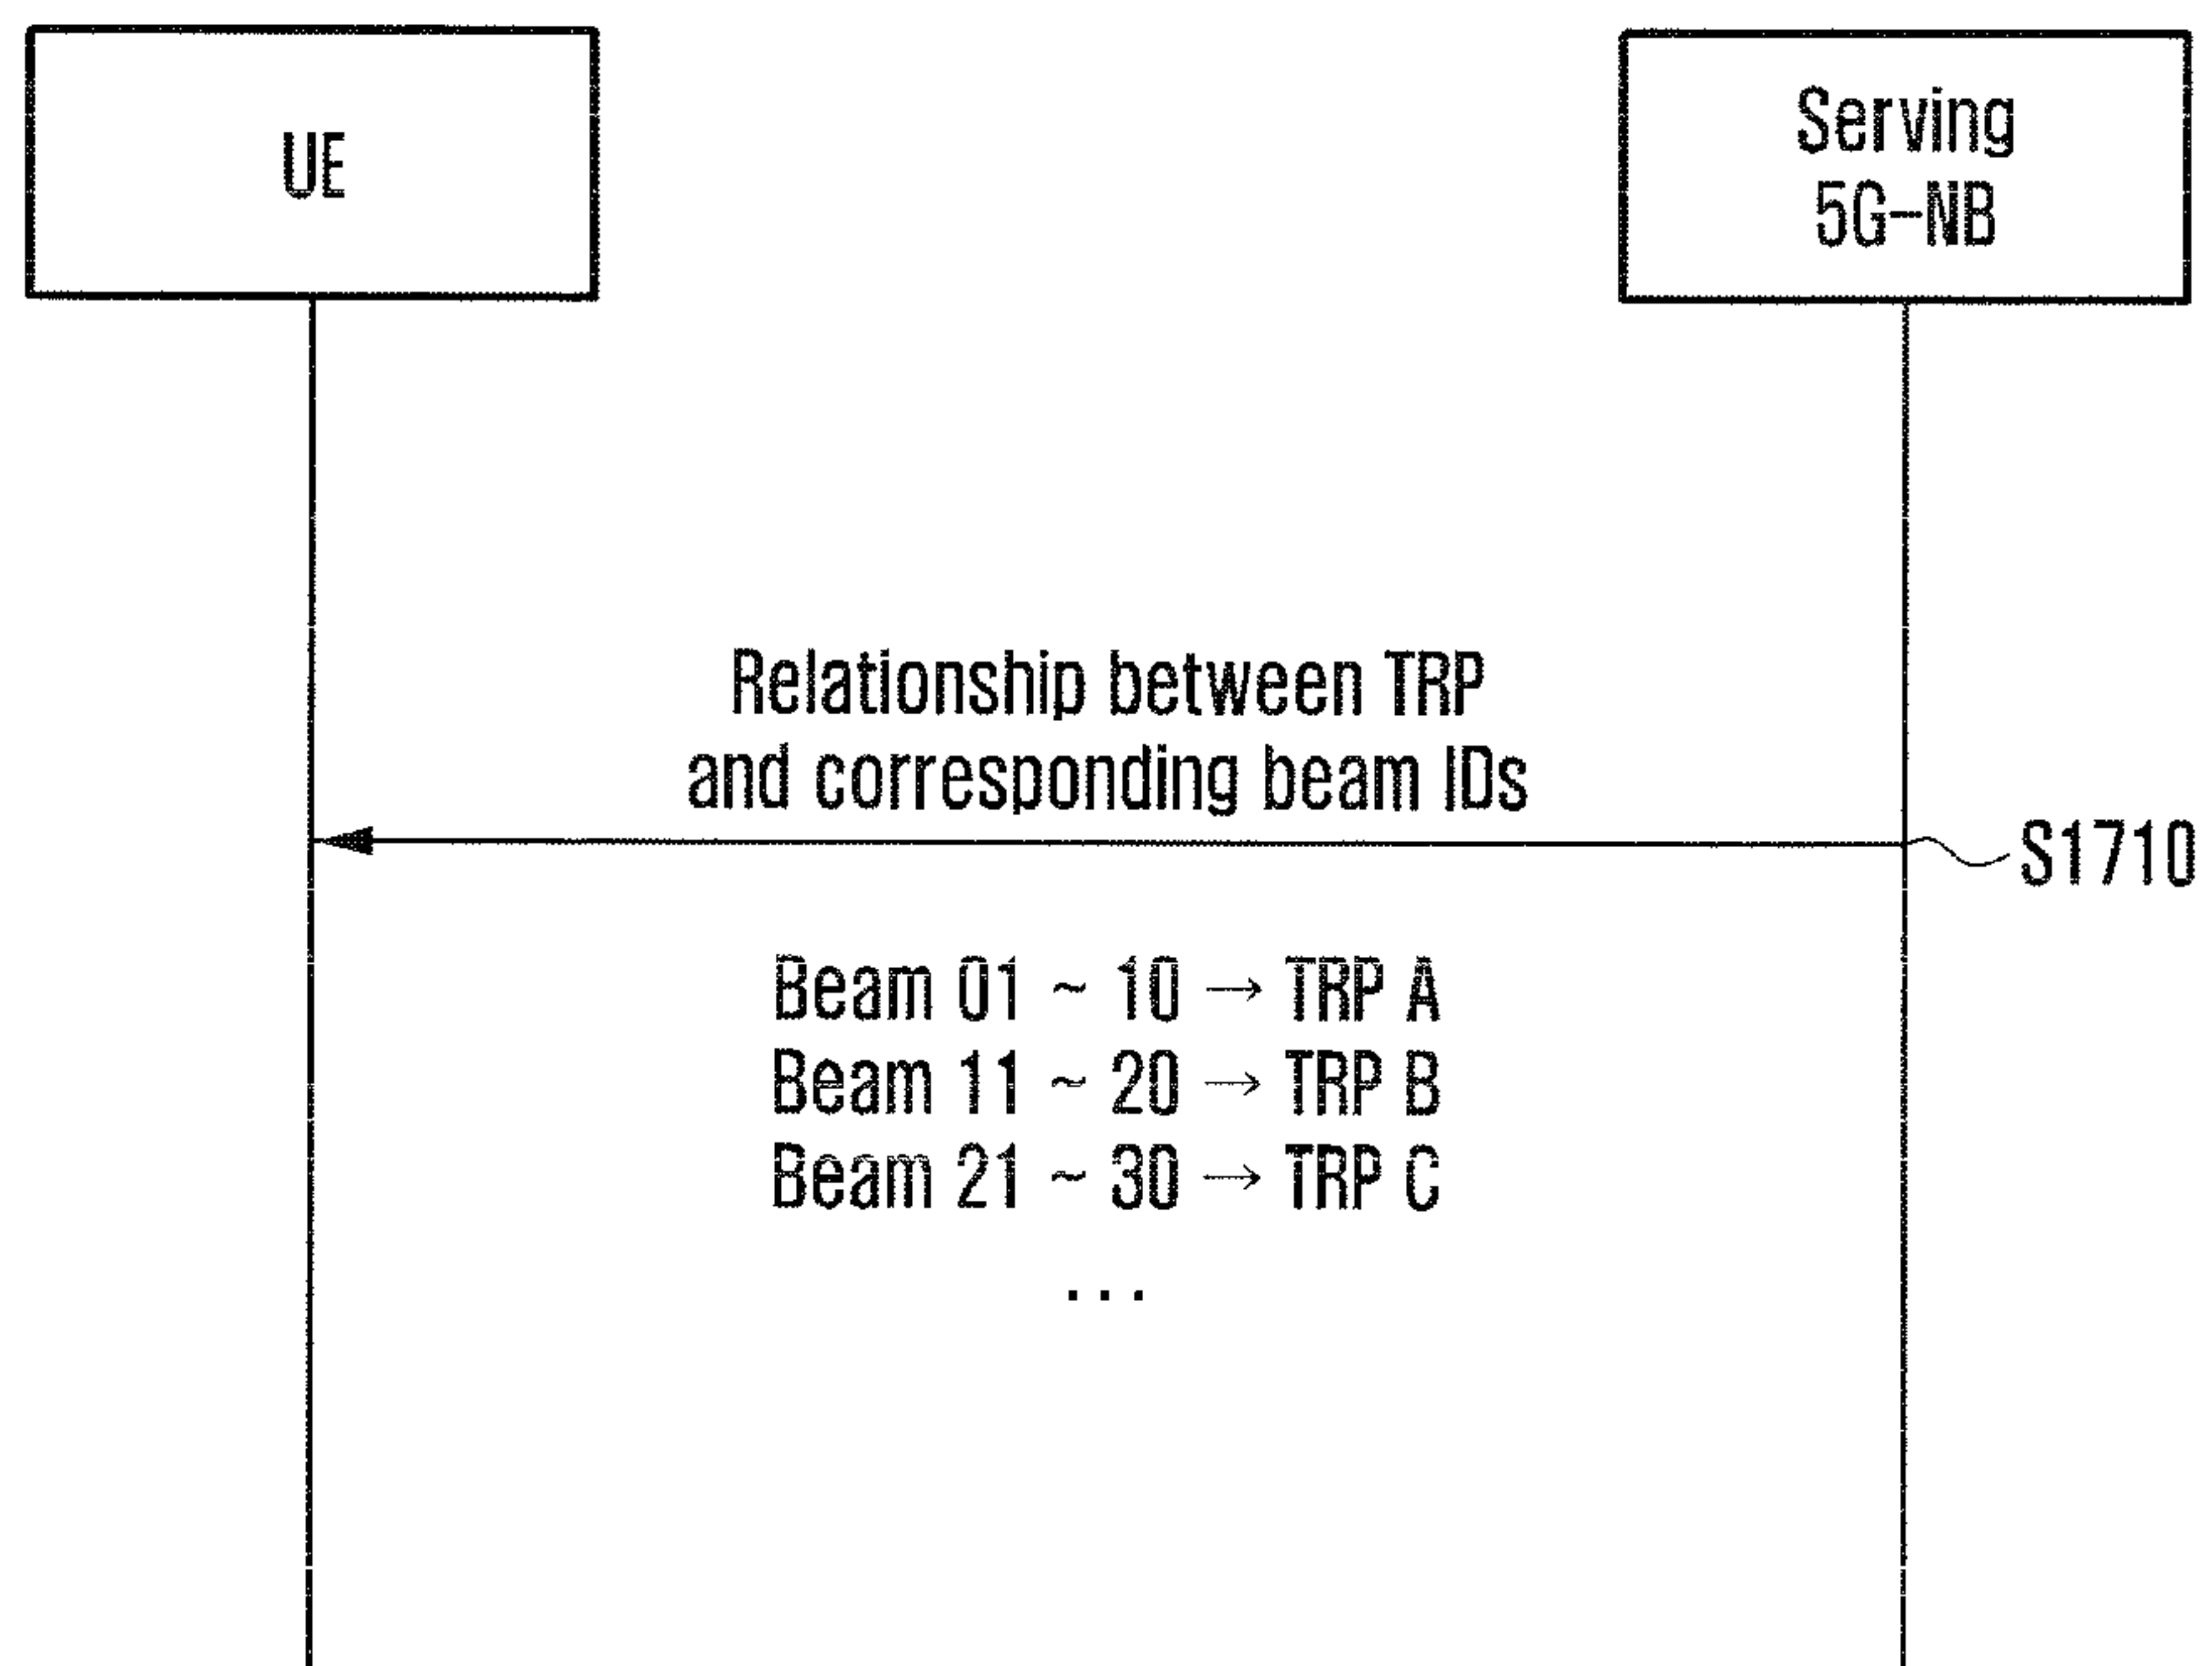 UE
Serving
5G-NB
Relationship between TRP
and corresponding beam IDs
S1710
Beam 01 ~ 10 → TRP A
Beam 11 ~ 20 → TRP B
Beam 21 ~ 30 → TRP C
...